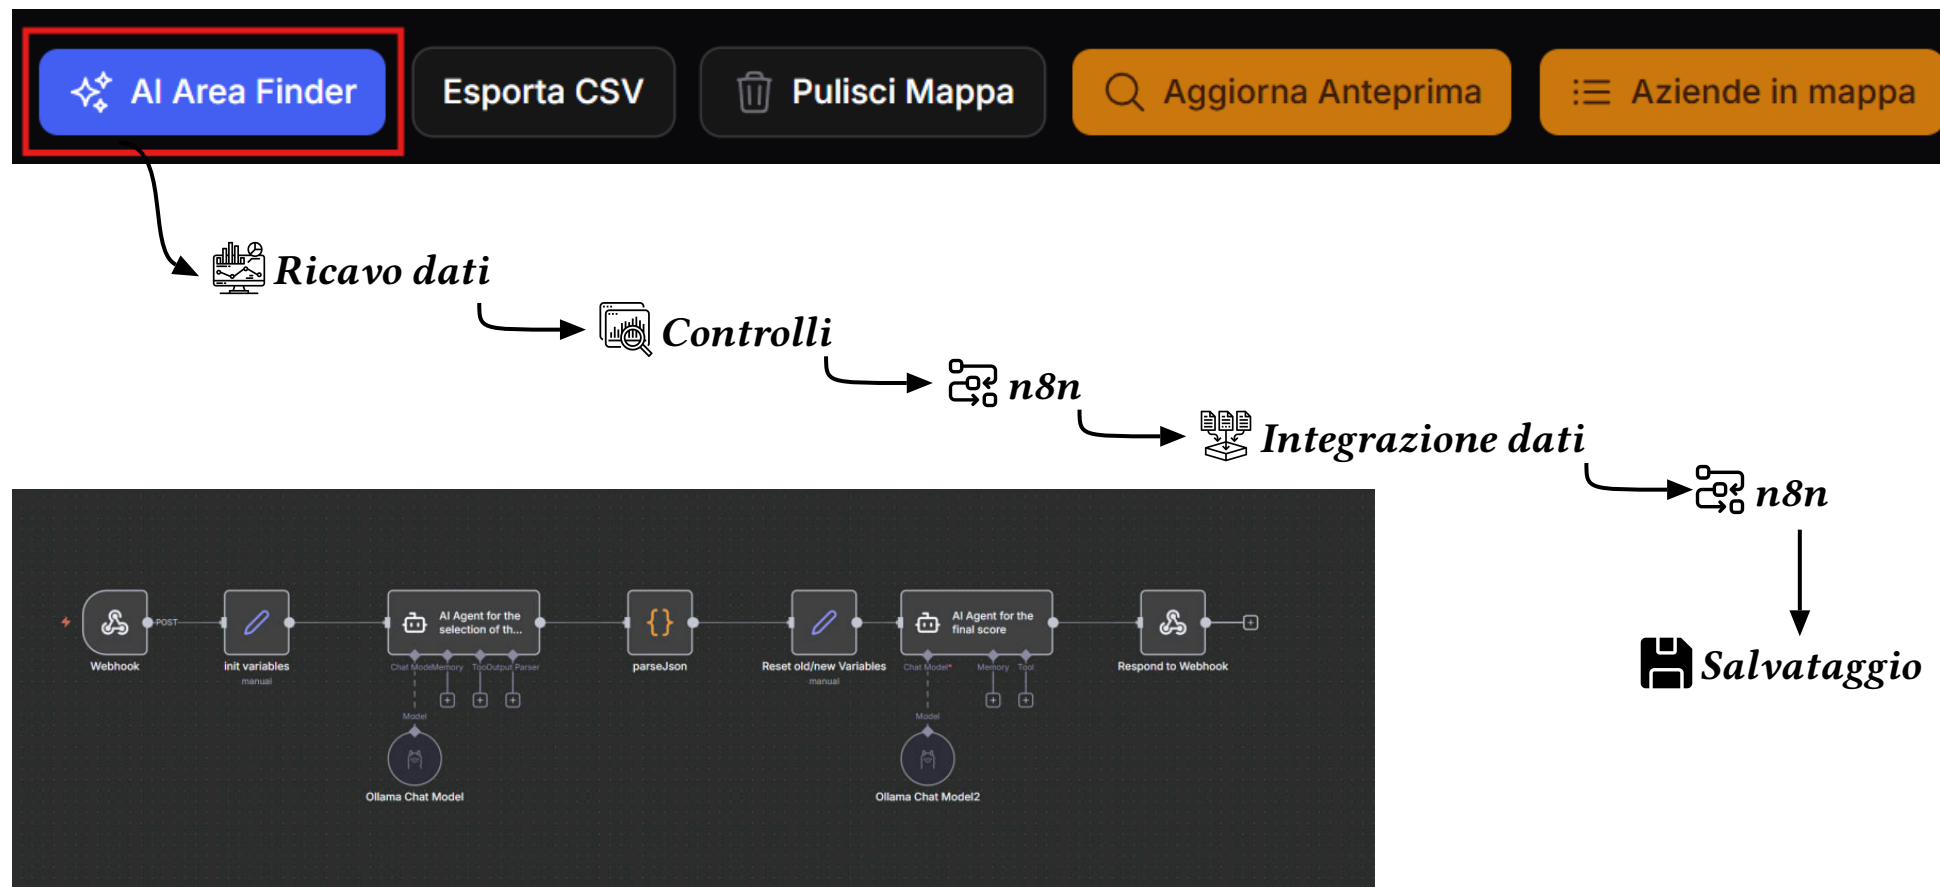 AI Area Finder
Esporta CSV
Pulisci Mappa
Aggiorna Anteprima
Aziende in mappa
Ricavo dati
Controlli
n8n
Integrazione dati
n8n
Salvataggio
POST
Webhook
init variables
manual
AI Agent for the
selection of th...
Chat Model
Memory
Tool
Output Parser
Model
Ollama Chat Model
{}
parseJson
Reset old/new Variables
manual
AI Agent for the
final score
Chat Model*
Memory
Tool
Model
Ollama Chat Model2
Respond to Webhook